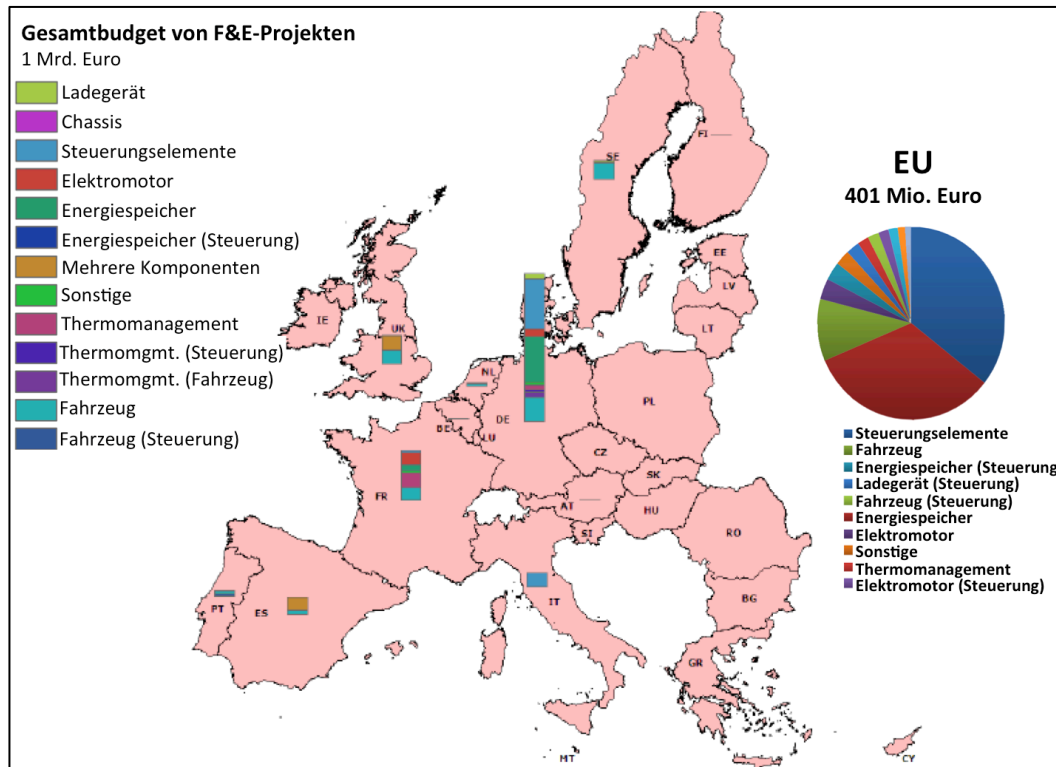 Gesamtbudget von F&E-Projekten
1 Mrd. Euro
Ladegerät
Chassis
Steuerungselemente
Elektromotor
Energiespeicher
Energiespeicher (Steuerung)
Mehrere Komponenten
Sonstige
Thermomanagement
Thermomgmt. (Steuerung)
Thermomgmt. (Fahrzeug)
Fahrzeug
Fahrzeug (Steuerung)
FI
SE
EE
LV
LT
IE
UK
NL
BE
LU
DE
PL
CZ
SK
FR
AT
HU
SI
RO
PT
ES
IT
BG
GR
MT
CY
EU
401 Mio. Euro
Steuerungselemente
Fahrzeug
Energiespeicher (Steuerung
Ladegerät (Steuerung)
Fahrzeug (Steuerung)
Energiespeicher
Elektromotor
Sonstige
Thermomanagement
Elektromotor (Steuerung)